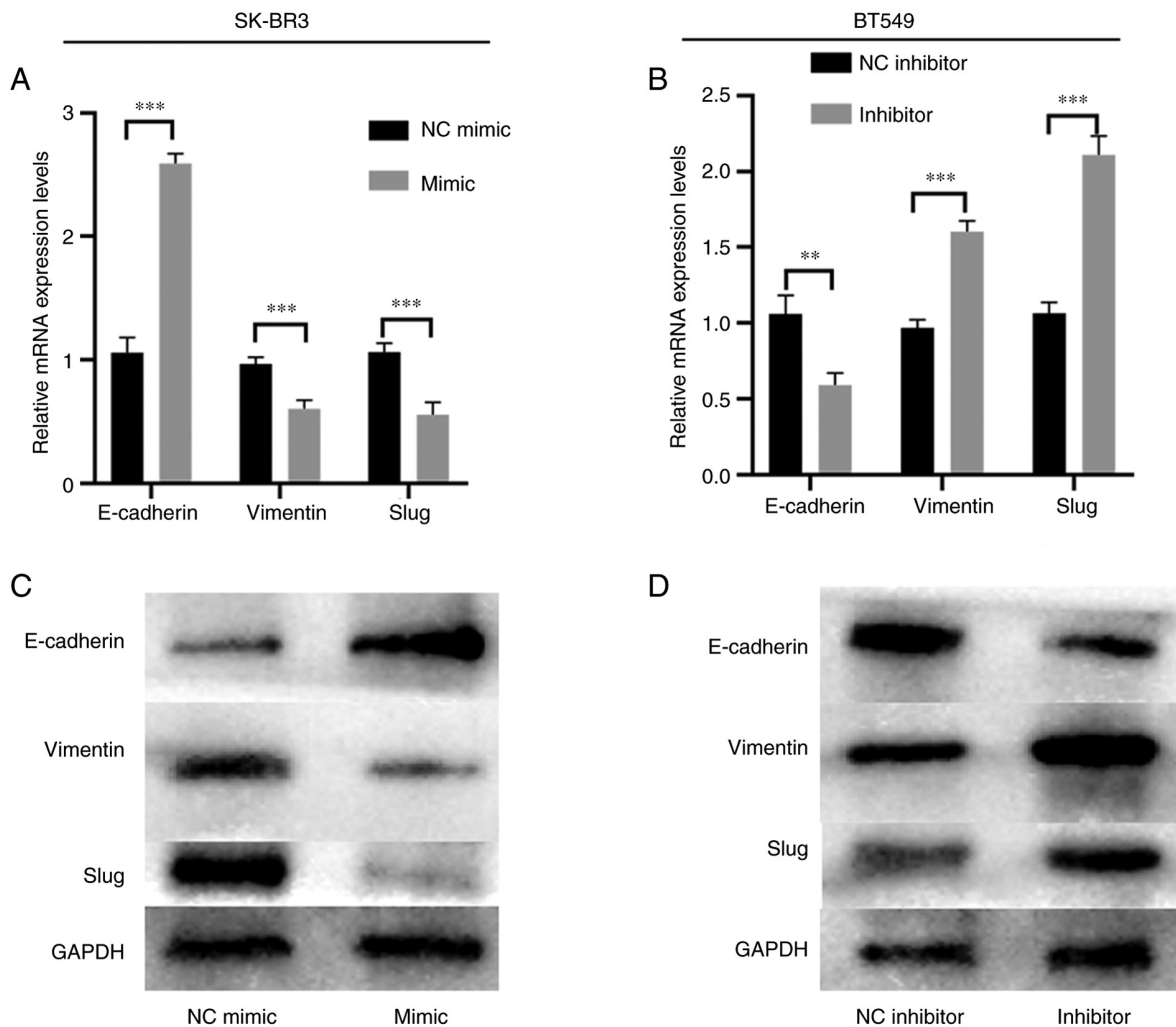 SK-BR3
BT549
A
***
***
***
NC mimic
Mimic
Relative mRNA expression levels
3
2
1
0
E-cadherin
Vimentin
Slug
B
NC inhibitor
Inhibitor
**
***
***
Relative mRNA expression levels
2.5
2.0
1.5
1.0
0.5
0.0
E-cadherin
Vimentin
Slug
C
E-cadherin
Vimentin
Slug
GAPDH
NC mimic
Mimic
D
E-cadherin
Vimentin
Slug
GAPDH
NC inhibitor
Inhibitor